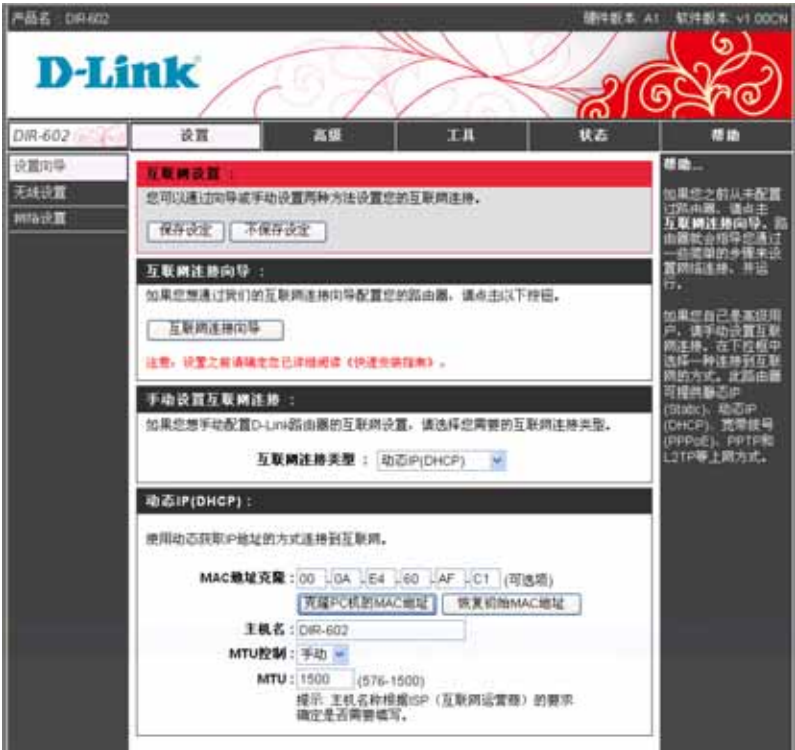 产品名：DIR-602
硬件版本: A1 软件版本: v1.00CN
D-Link
DIR-602
设置
高级
工具
状态
帮助
设置向导
无线设置
网络设置
互联网设置：
您可以通过向导或手动设置两种方法设置您的互联网连接。
保存设定 不保存设定
互联网连接向导：
如果您想通过我们的互联网连接向导配置您的路由器，请点击以下按钮。
互联网连接向导
注意：设置之前请确定您已详细阅读《快速安装指南》。
手动设置互联网连接：
如果您想手动配置D-Link路由器的互联网设置，请选择您需要的互联网连接类型。
互联网连接类型： 动态IP(DHCP)
动态IP(DHCP)：
使用动态获取IP地址的方式连接到互联网。
MAC地址克隆：00 - 0A - E4 - 60 - AF - C1 (可选项)
克隆PC机的MAC地址 恢复初始MAC地址
主机名：DIR-602
MTU控制：手动
MTU：1500 (576-1500)
提示 主机名称根据ISP（互联网运营商）的要求
确定是否需要填写。
帮助...
如果您之前从未配置
过路由器，请点击
互联网连接向导，路
由器就会指导您通过
一些简单的步骤来设
置网络连接，并运
行。
如果您自己是高级用
户，请手动设置互联
网连接，在下拉框中
选择一种连接到互联
网的方式。此路由器
可提供静态IP
(Static)、动态IP
(DHCP)、宽带拨号
(PPPoE)、PPTP和
L2TP等上网方式。